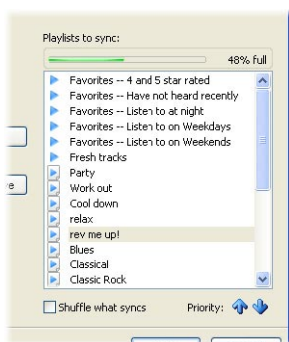 Playlists to sync:
48% full
Favorites -- 4 and 5 star rated
Favorites -- Have not heard recently
Favorites -- Listen to at night
Favorites -- Listen to on Weekdays
Favorites -- Listen to on Weekends
Fresh tracks
Party
Work out
Cool down
relax
rev me up!
Blues
Classical
Classic Rock
Shuffle what syncs
Priority: